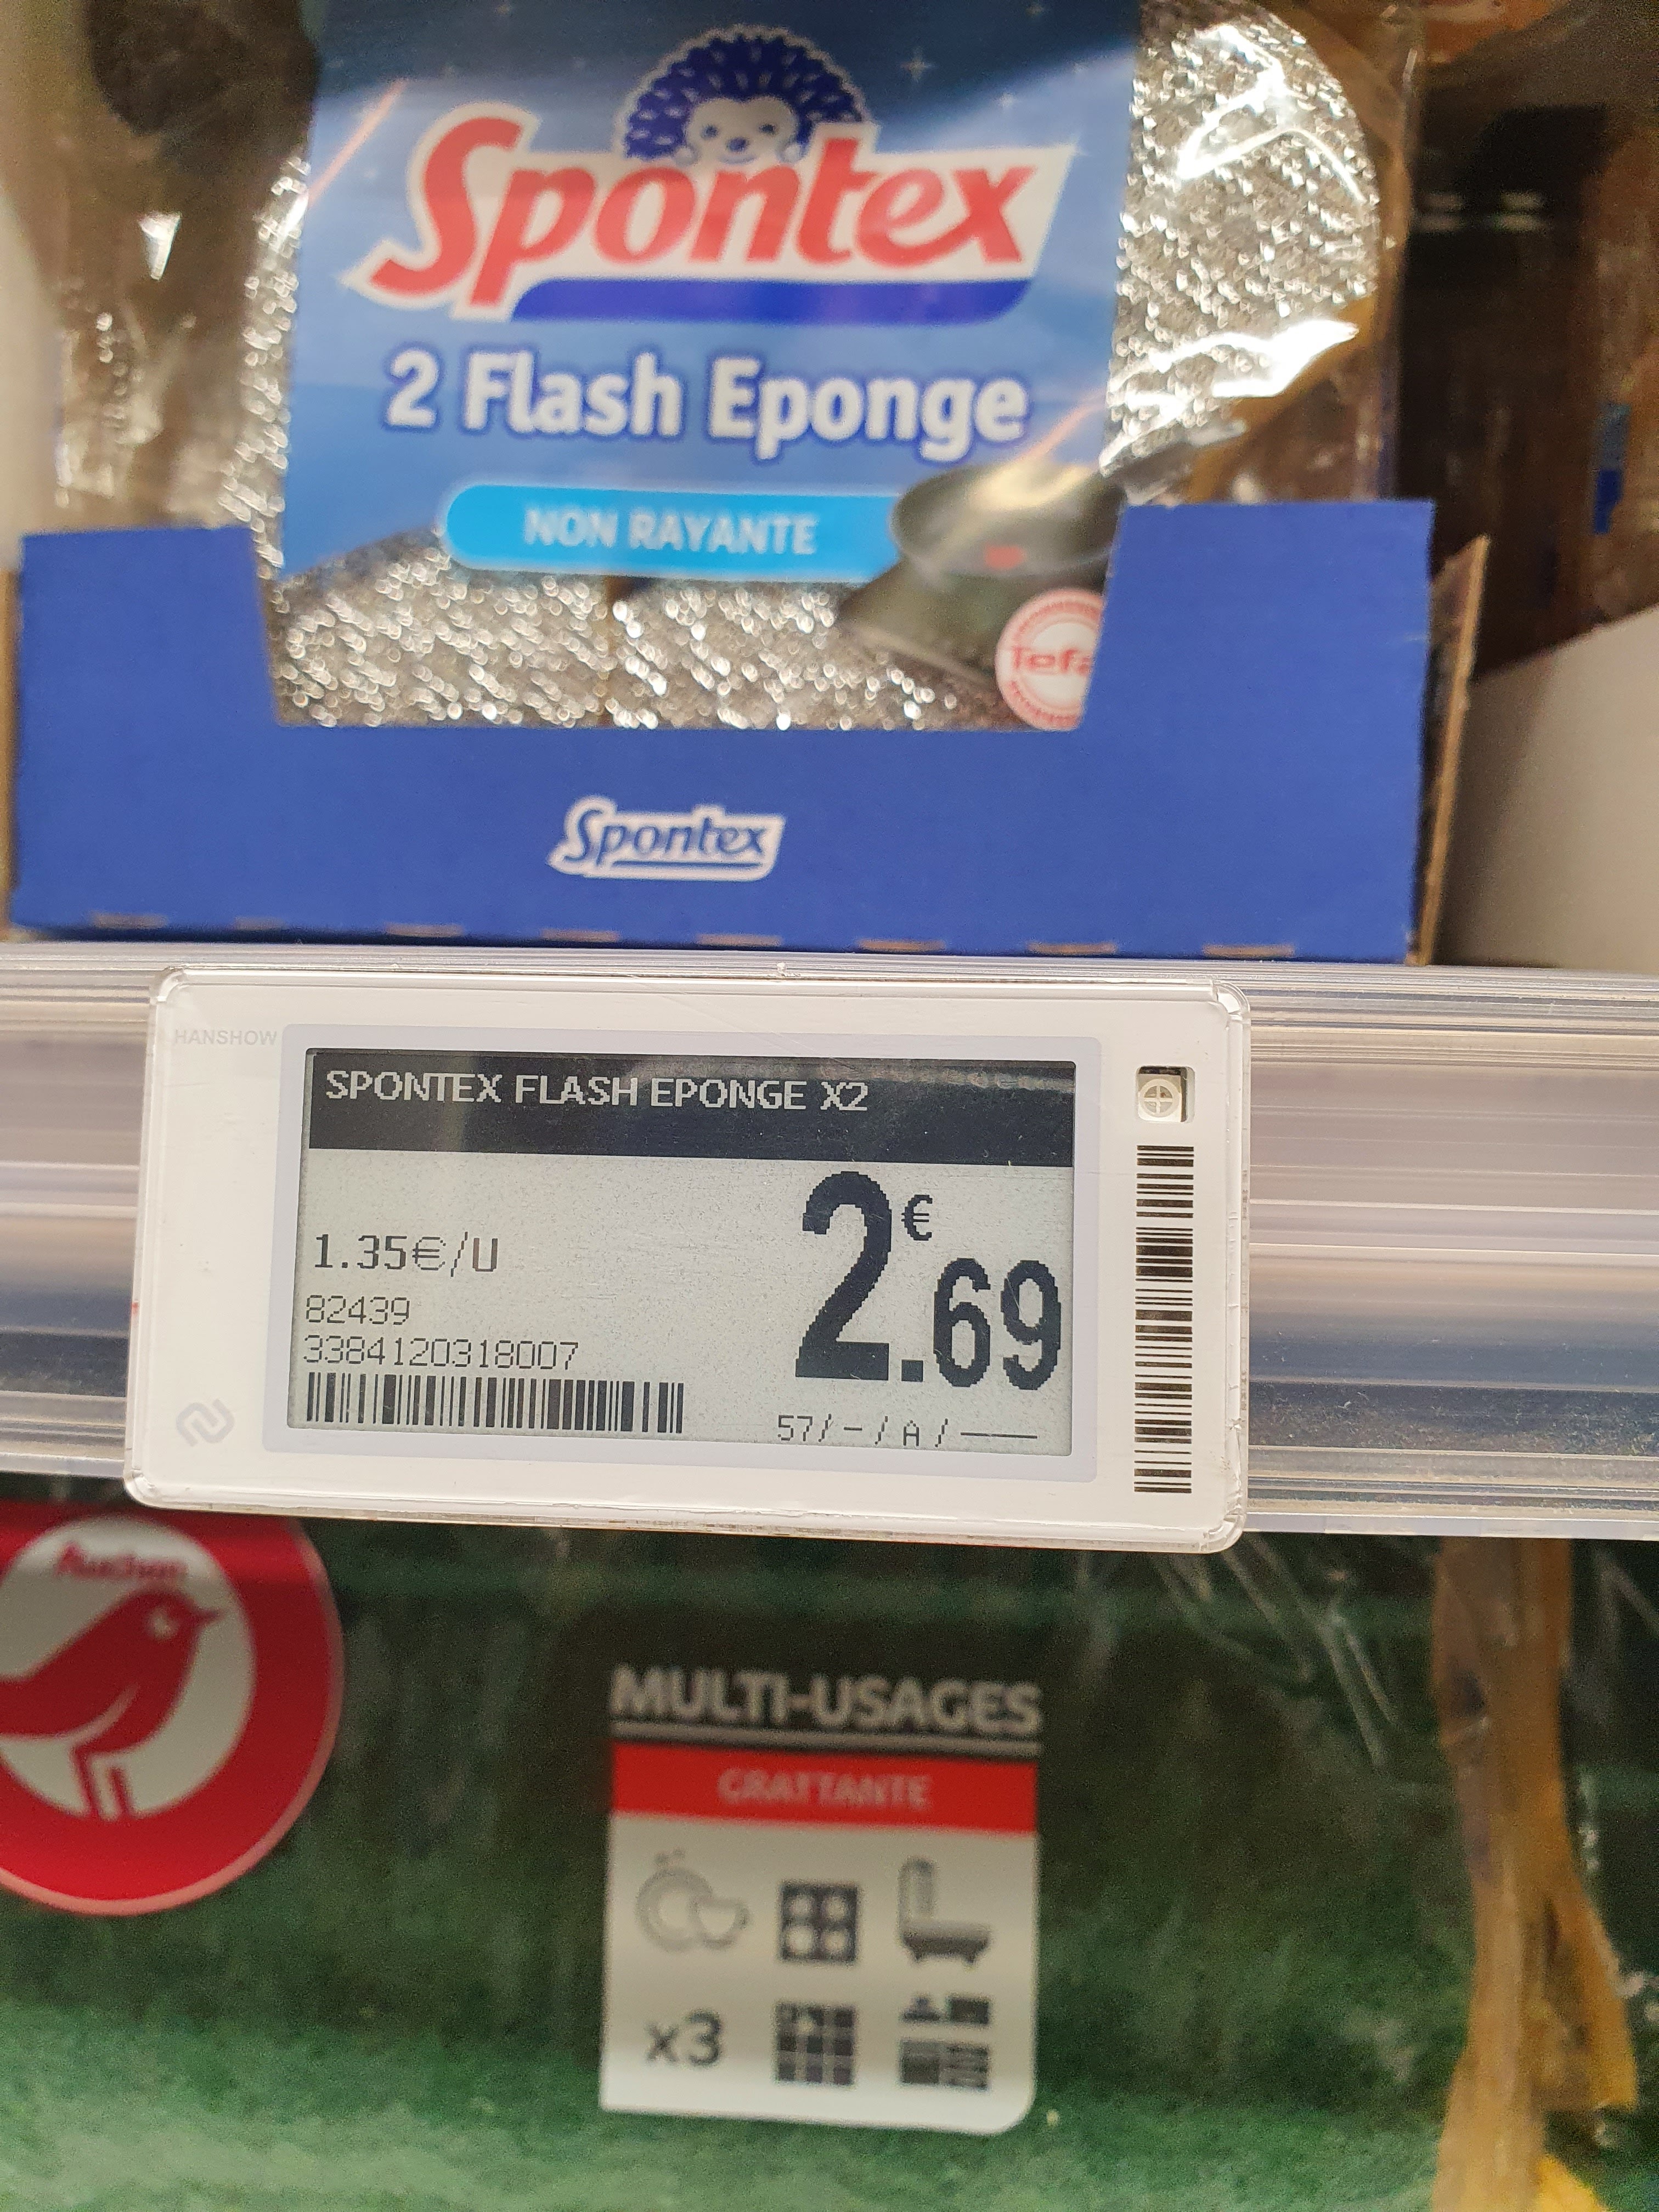 Spontex
2 Flash Eponge
NON RAYANTE
Spontex
HANSHOW
SPONTEX FLASH EPONGE X2
2€.69
1.35€/U
82439
3384120318007
57/-/A/
Auchan
MULTI-USAGES
GRATTANTE
x3